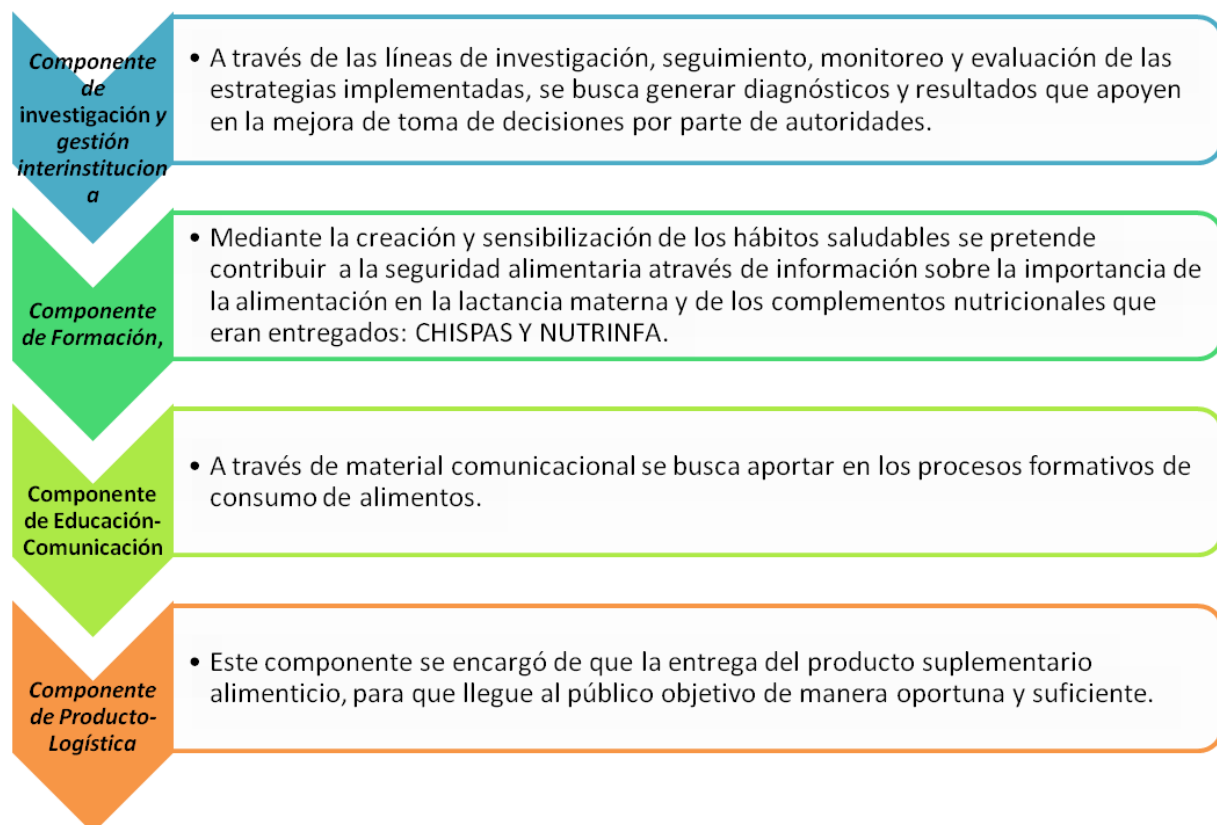 Componente
de
investigación y
gestión
interinstituciona
a
• A través de las líneas de investigación, seguimiento, monitoreo y evaluación de las
estrategias implementadas, se busca generar diagnósticos y resultados que apoyen
en la mejora de toma de decisiones por parte de autoridades.
Componente
de Formación,
• Mediante la creación y sensibilización de los hábitos saludables se pretende
contribuir a la seguridad alimentaria através de información sobre la importancia de
la alimentación en la lactancia materna y de los complementos nutricionales que
eran entregados: CHISPAS Y NUTRINFA.
Componente
de Educación-
Comunicación
• A través de material comunicacional se busca aportar en los procesos formativos de
consumo de alimentos.
Componente
de Producto-
Logística
• Este componente se encargó de que la entrega del producto suplementario
alimenticio, para que llegue al público objetivo de manera oportuna y suficiente.